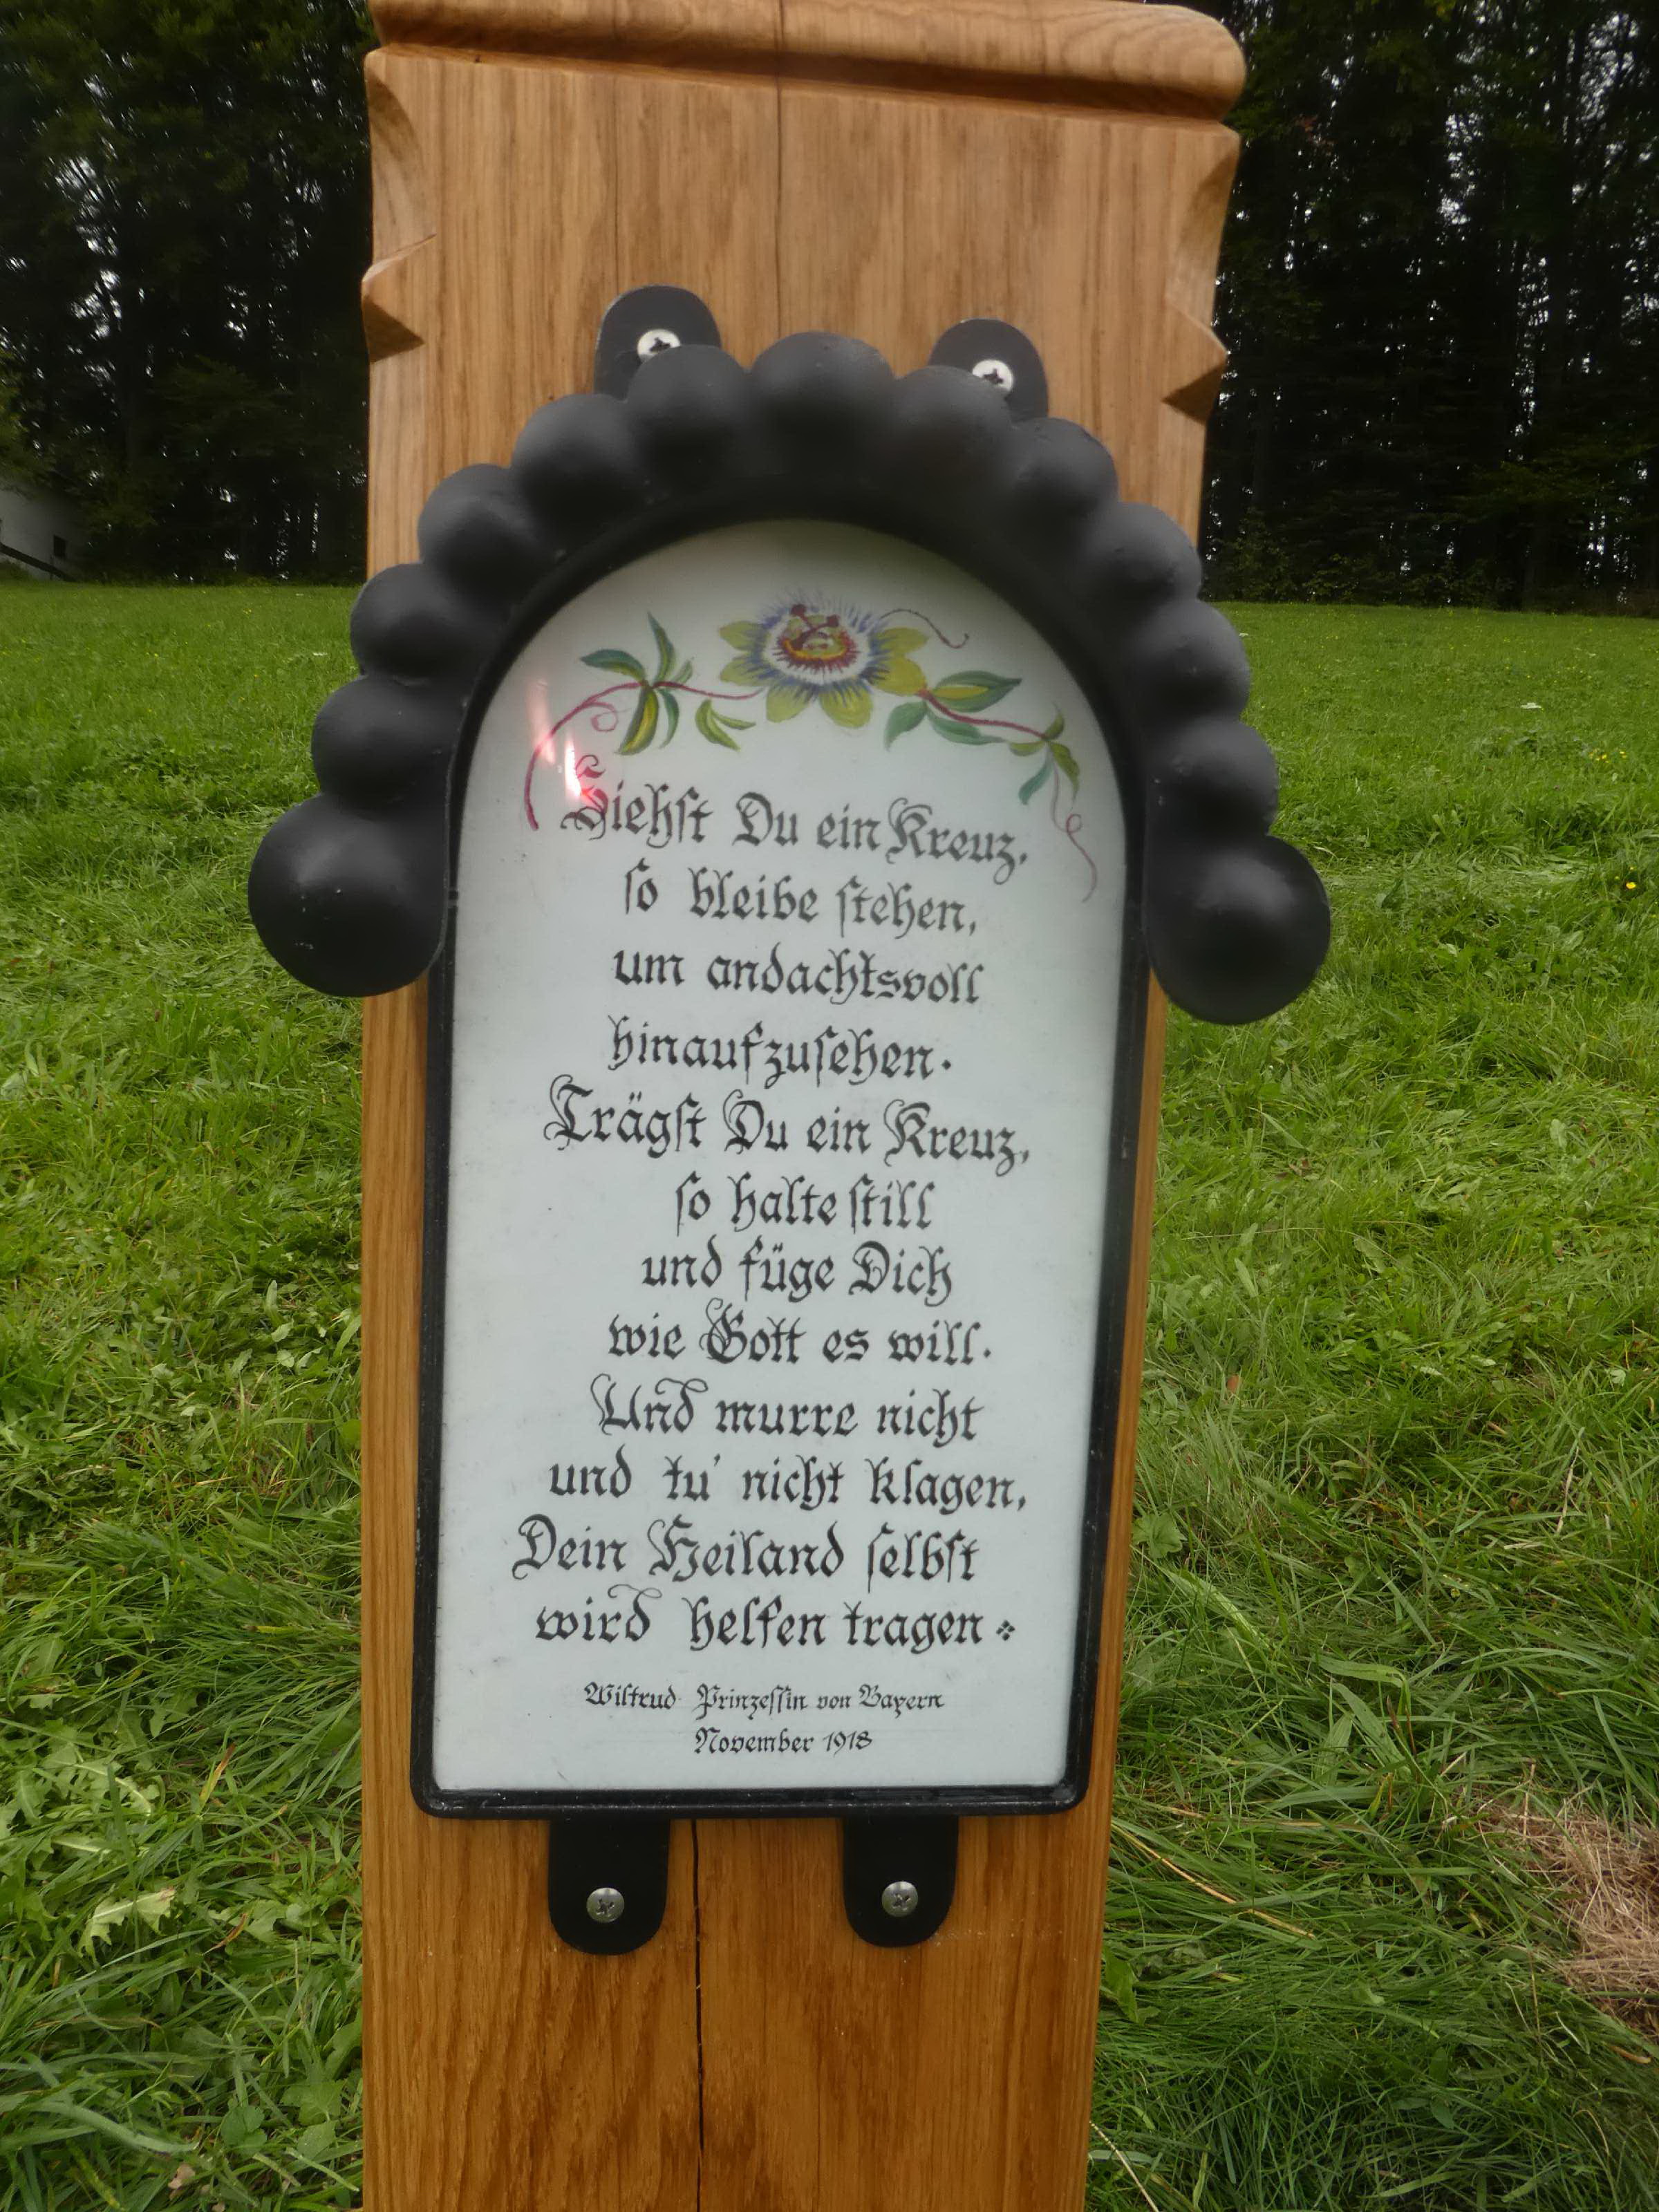 Siehst Du ein Kreuz,
so bleibe stehen,
um andachtsvoll
hinaufzusehen.
Trägst Du ein Kreuz,
so halte still
und füge Dich
wie Gott es will.
Und murre nicht
und tu' nicht klagen,
Dein Heiland selbst
wird helfen tragen
Wiltrud Prinzessin von Bayern
November 1918